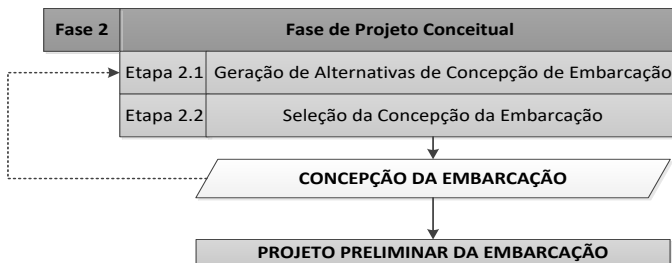 Fase 2 Fase de Projeto Conceitual
Etapa 2.1 Geração de Alternativas de Concepção de Embarcação
Etapa 2.2 Seleção da Concepção da Embarcação
CONCEPÇÃO DA EMBARCAÇÃO
PROJETO PRELIMINAR DA EMBARCAÇÃO